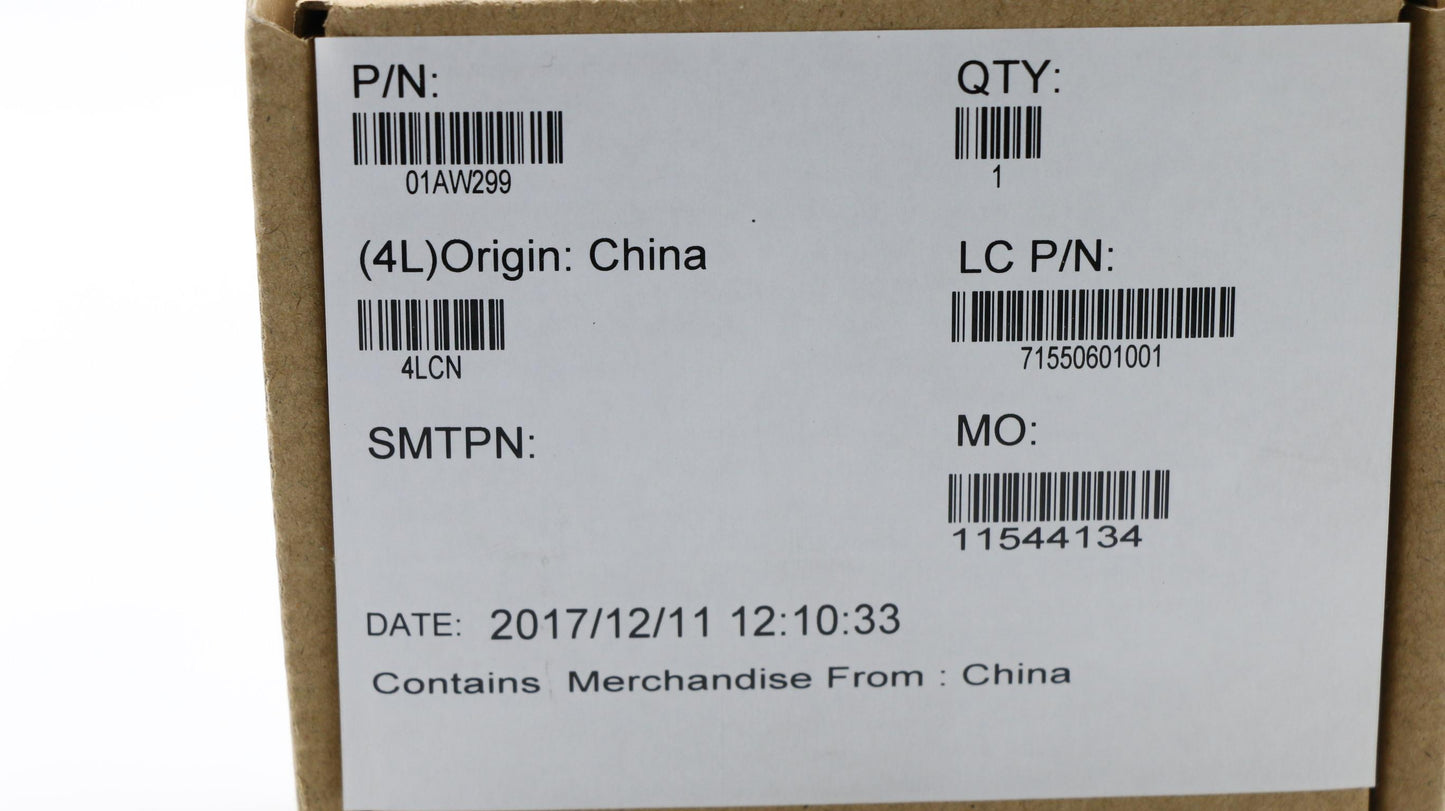 P/N:
01AW299
QTY:
1
(4L)Origin: China
4LCN
LC P/N:
71550601001
SMTPN:
MO:
11544134
DATE: 2017/12/11 12:10:33
Contains Merchandise From : China